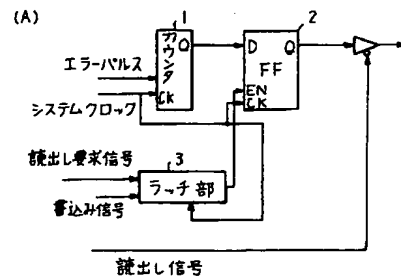 (A)
1
2
カウンタ
Q
CK
D
Q
FF
EN
CK
エラーパルス
システムクロック
読出し要求信号
3
ラッチ部
書込み信号
読出し信号